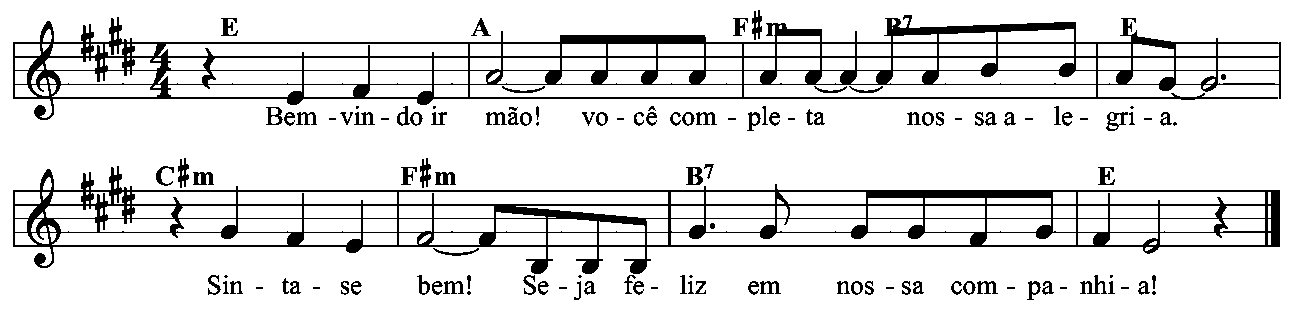 E A F#m B7 E
Bem - vin - do ir mão! vo - cê com - ple - ta nos - sa a - le - gri - a.
C#m F#m B7 E
Sin - ta - se bem! Se - ja fe - liz em nos - sa com - pa - nhi - a!